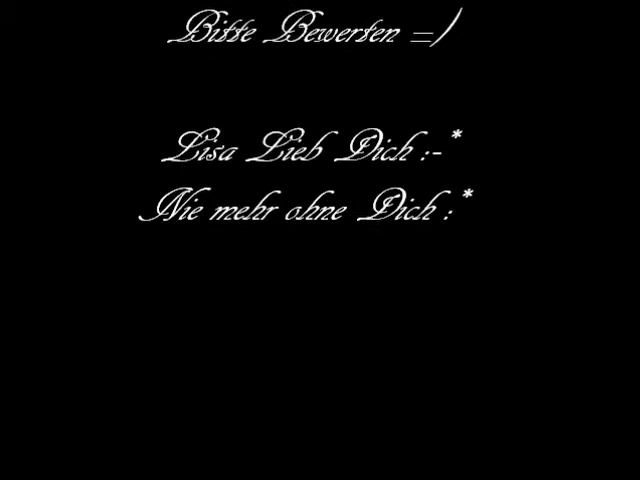 Bitte Bewerten =)
Lisa Lieb Dich :-*
Nie mehr ohne Dich :*